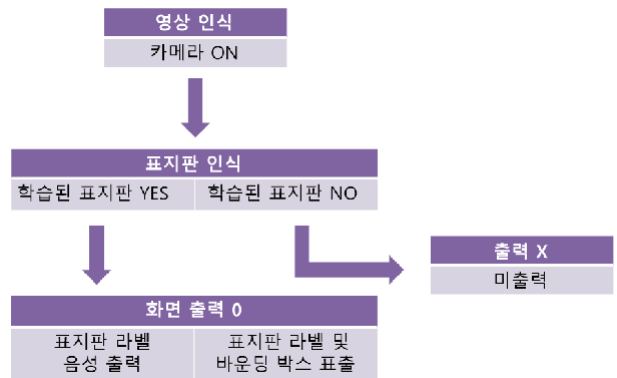 영상 인식
카메라 ON
표지판 인식
학습된 표지판 YES
학습된 표지판 NO
출력 X
미출력
화면 출력 0
표지판 라벨
음성 출력
표지판 라벨 및
바운딩 박스 표출